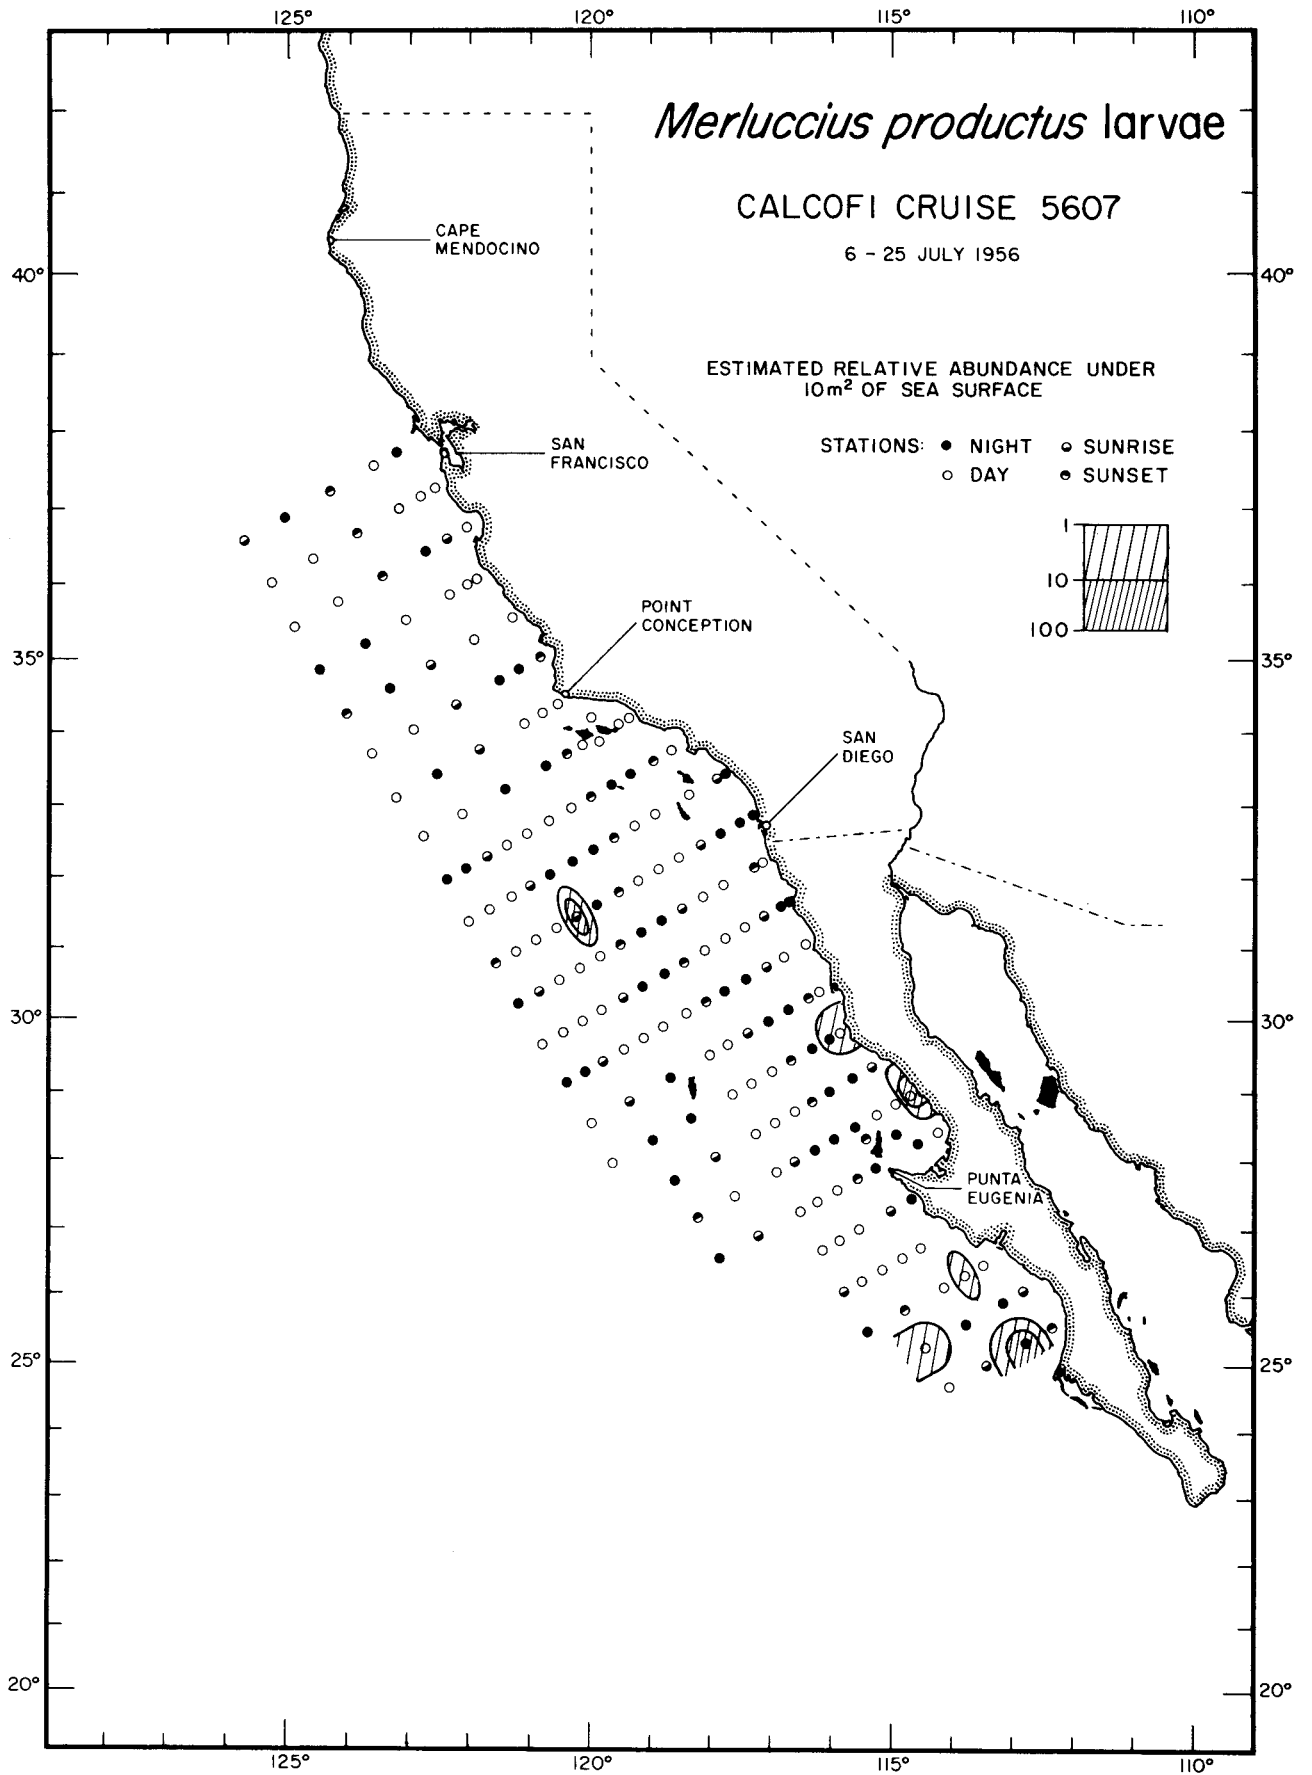 125° 120° 115° 110°
Merluccius productus larvae
CALCOFI CRUISE 5607
6 – 25 JULY 1956
CAPE
MENDOCINO
40° 40°
ESTIMATED RELATIVE ABUNDANCE UNDER
10m² OF SEA SURFACE
STATIONS: NIGHT SUNRISE
DAY SUNSET
SAN
FRANCISCO
1
10
100
POINT
CONCEPTION
35° 35°
SAN
DIEGO
30° 30°
PUNTA
EUGENIA
25° 25°
20° 20°
125° 120° 115° 110°